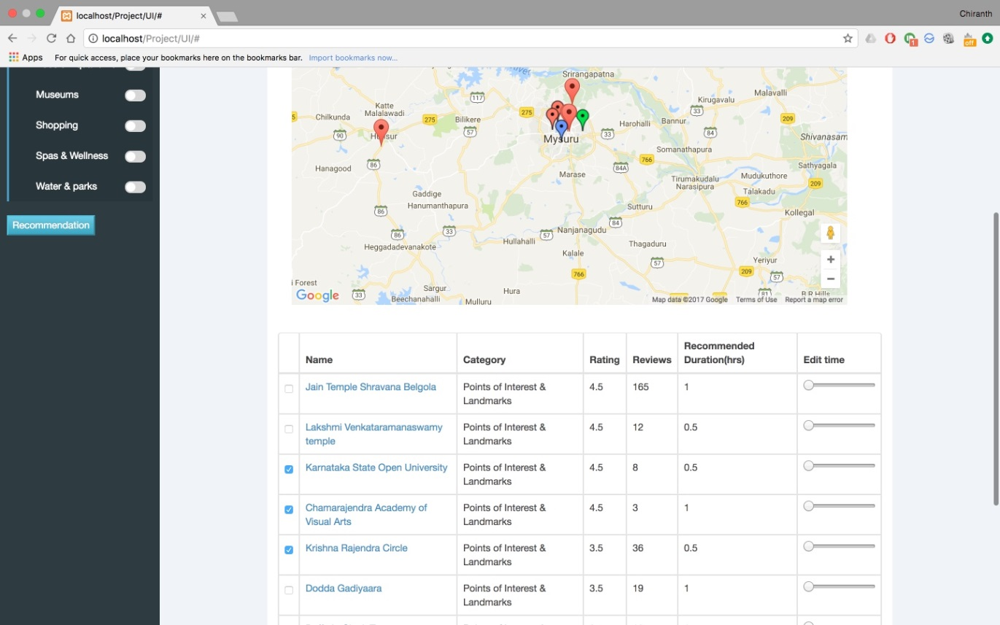 localhost/Project/UI/#
Chiranth
localhost/Project/UI/#
Apps
For quick access, place your bookmarks here on the bookmarks bar. Import bookmarks now...
1
off
Museums
Shopping
Spas & Wellness
Water & parks
Recommendation
Srirangapatna
Malavalli
117
Kirugavalu
Katte
Malalawadi
275
275
Chilkunda
Bilikere
33
209
Harohalli
Bannur
90
57
33
84
Mysuru
Shivanasam
Somanathapura
Hanagood
86
766
84A
Sathyagala
Marase
Mudukuthore
Tirumakudalu
Narasipura
209
Talakadu
Gaddige
766
Hanumanthapura
Suttur
86
Kollegal
84
86
33
57
Nanjanagudu
Hullahalli
Thagaduru
Heggadadevanakote
Kalale
57
Yeriyur
209
57
766
i Forest
Sargur
Hura
33
81
B R Hills
Beechanahalli
Mulluru
Google
Map data ©2017 Google
Terms of Use
Report a map error
Name
Category
Rating
Reviews
Recommended
Duration(hrs)
Edit time
Jain Temple Shravana Belgola
Points of Interest &
Landmarks
4.5
165
1
Lakshmi Venkataramanaswamy
temple
Points of Interest &
Landmarks
4.5
12
0.5
Karnataka State Open University
Points of Interest &
Landmarks
4.5
8
0.5
Chamarajendra Academy of
Visual Arts
Points of Interest &
Landmarks
4.5
3
1
Krishna Rajendra Circle
Points of Interest &
Landmarks
3.5
36
0.5
Dodda Gadiyaara
Points of Interest &
Landmarks
3.5
19
1